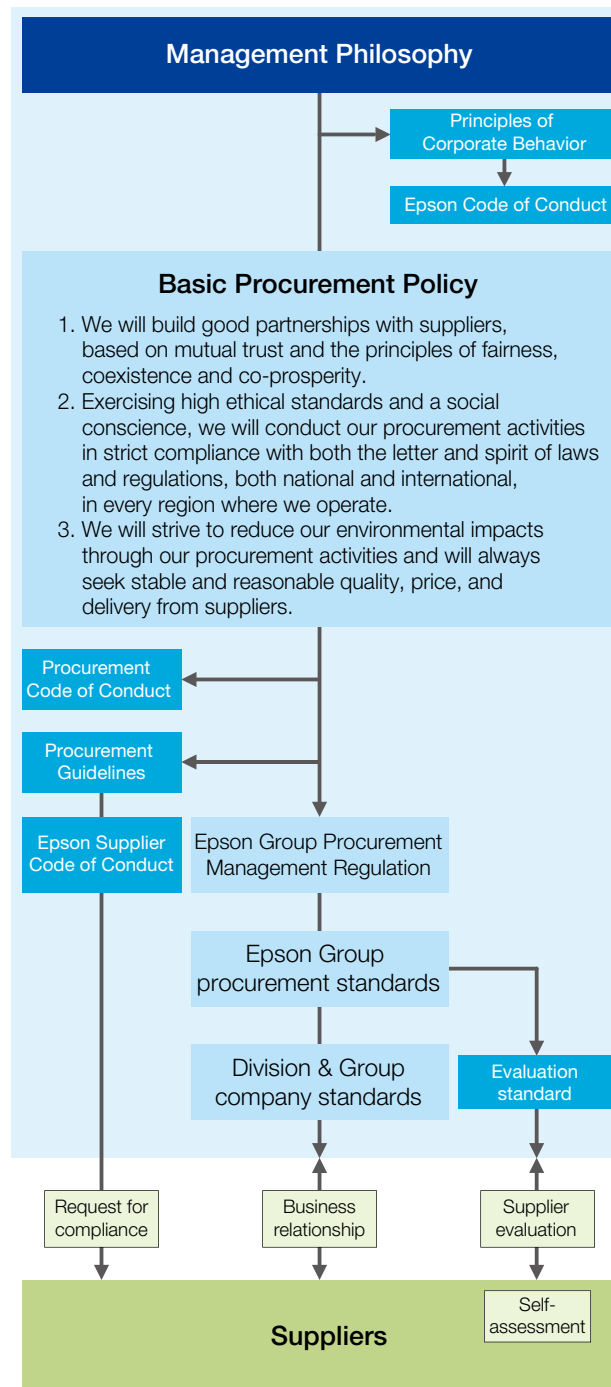 Management Philosophy
Principles of
Corporate Behavior
Epson Code of Conduct
Basic Procurement Policy
1. We will build good partnerships with suppliers,
based on mutual trust and the principles of fairness,
coexistence and co-prosperity.
2. Exercising high ethical standards and a social
conscience, we will conduct our procurement activities
in strict compliance with both the letter and spirit of laws
and regulations, both national and international,
in every region where we operate.
3. We will strive to reduce our environmental impacts
through our procurement activities and will always
seek stable and reasonable quality, price, and
delivery from suppliers.
Procurement
Code of Conduct
Procurement
Guidelines
Epson Supplier
Code of Conduct
Epson Group Procurement
Management Regulation
Epson Group
procurement standards
Division & Group
company standards
Evaluation
standard
Request for
compliance
Business
relationship
Supplier
evaluation
Self-
assessment
Suppliers